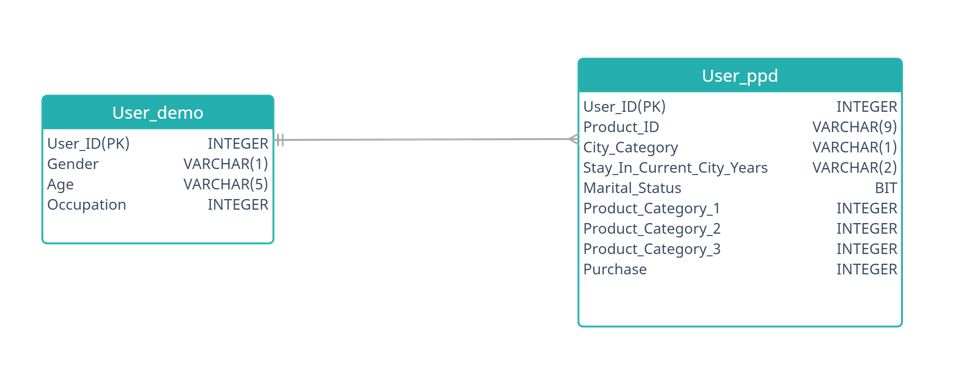 User_demo
User_ID(PK) INTEGER
Gender VARCHAR(1)
Age VARCHAR(5)
Occupation INTEGER
User_ppd
User_ID(PK) INTEGER
Product_ID VARCHAR(9)
City_Category VARCHAR(1)
Stay_In_Current_City_Years VARCHAR(2)
Marital_Status BIT
Product_Category_1 INTEGER
Product_Category_2 INTEGER
Product_Category_3 INTEGER
Purchase INTEGER